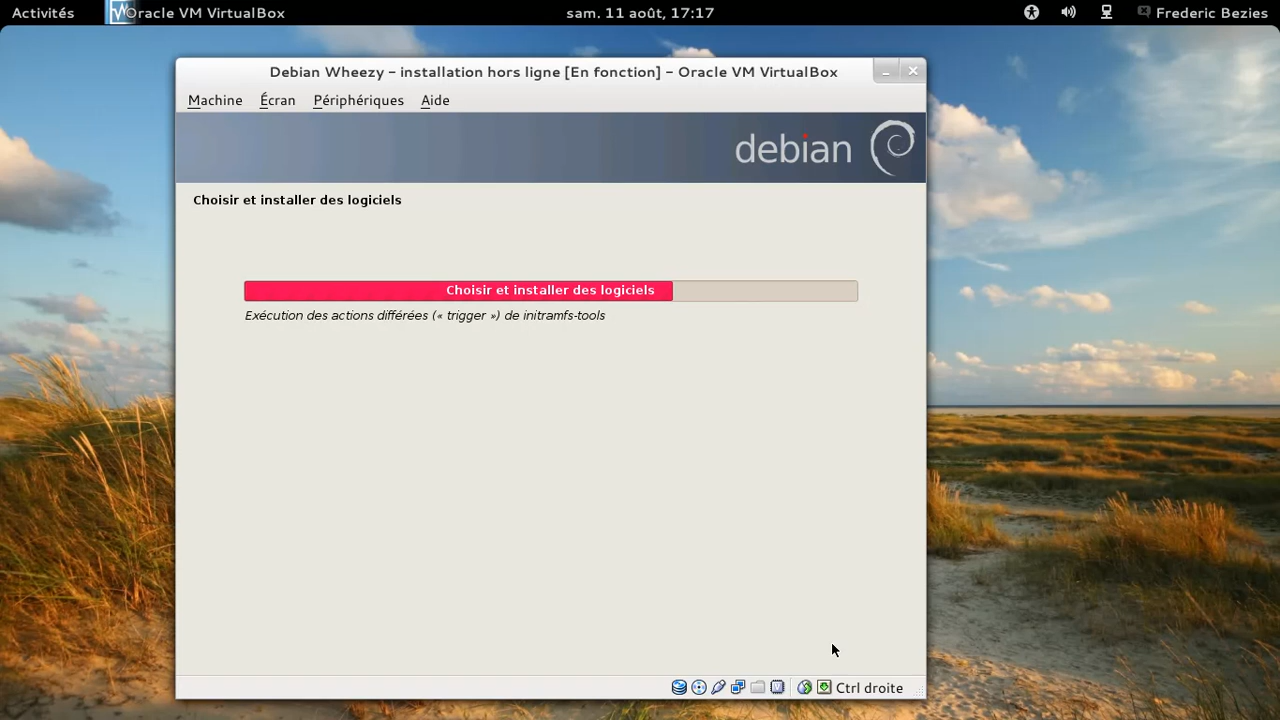 Activités
Oracle VM VirtualBox
sam. 11 août, 17:17
Frederic Bezies
Debian Wheezy – installation hors ligne [En fonction] – Oracle VM VirtualBox
Machine Écran Périphériques Aide
debian
Choisir et installer des logiciels
Choisir et installer des logiciels
Exécution des actions différées (« trigger ») de initramfs-tools
Ctrl droite